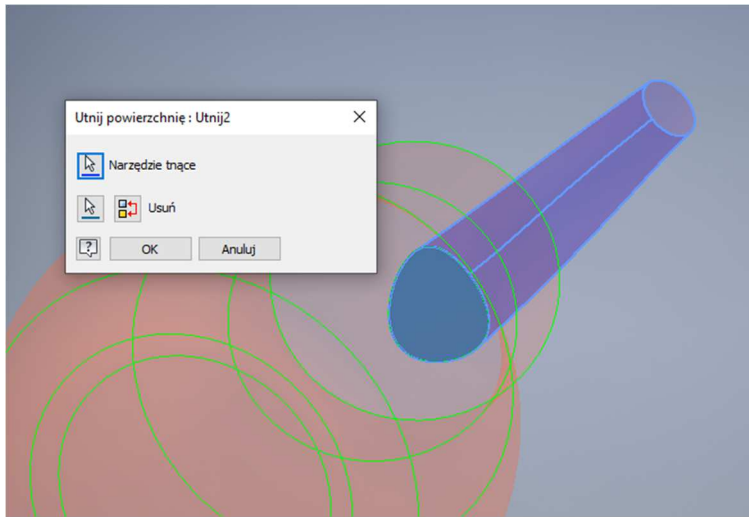 Utnij powierzchnię : Utnij2
Narzędzie tnące
Usuń
OK
Anuluj